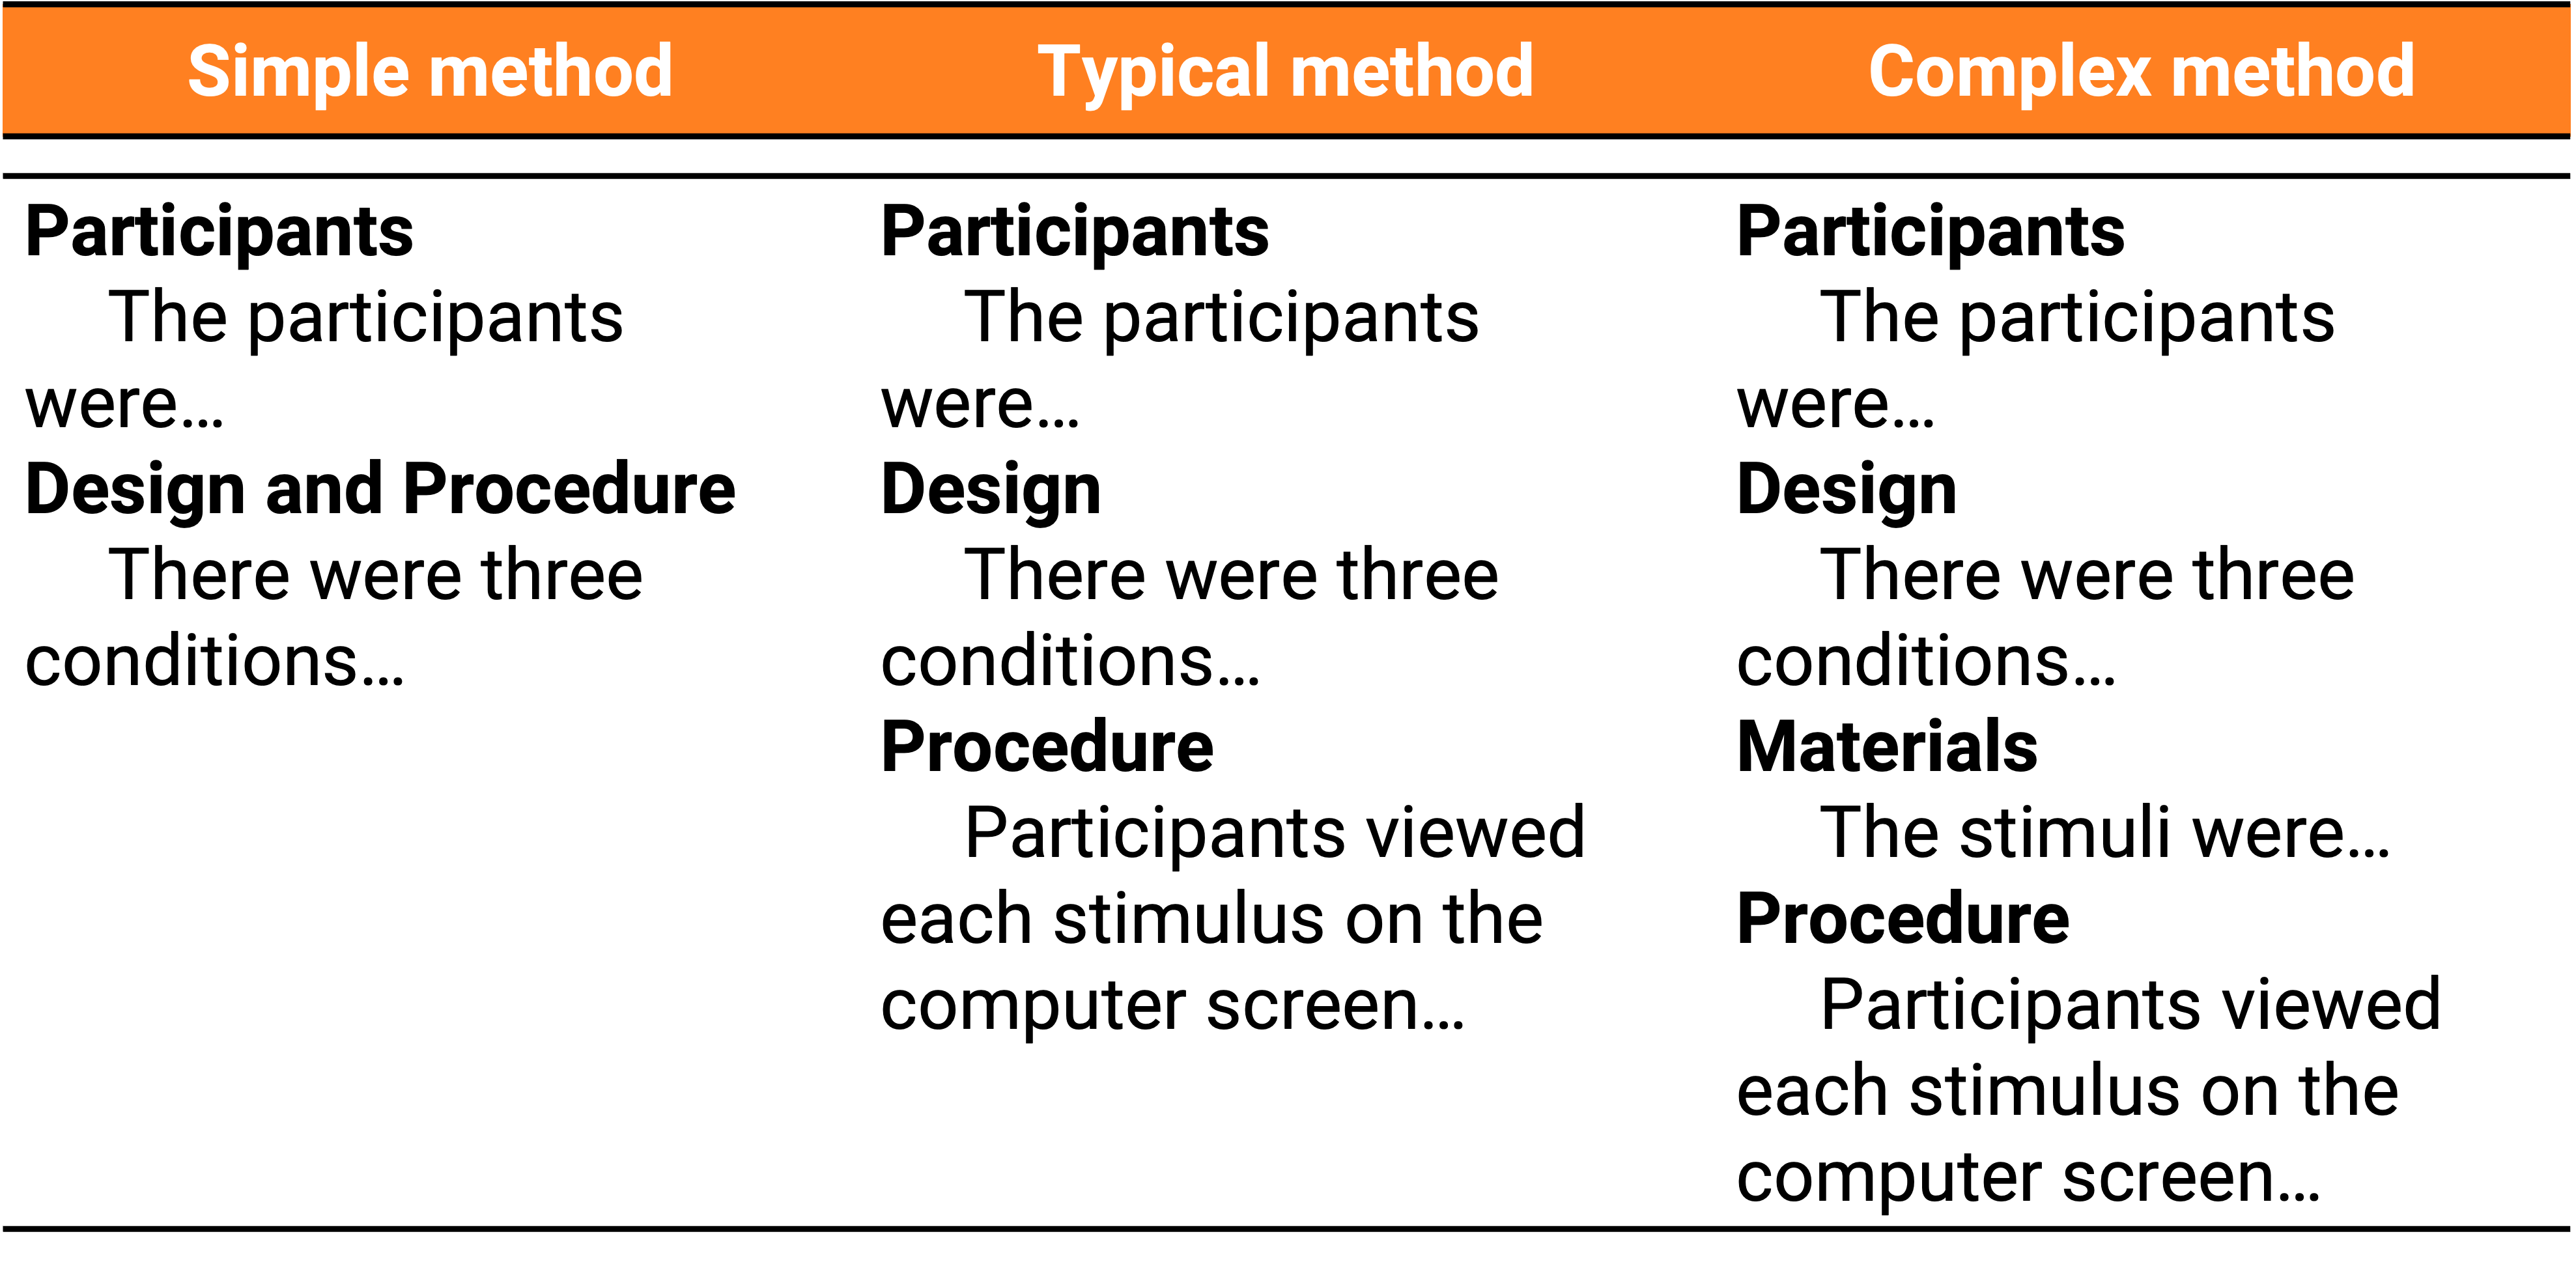 Simple method
Typical method
Complex method
Participants
The participants
were…
Design and Procedure
There were three
conditions…
Participants
The participants
were…
Design
There were three
conditions…
Procedure
Participants viewed
each stimulus on the
computer screen…
Participants
The participants
were…
Design
There were three
conditions…
Materials
The stimuli were…
Procedure
Participants viewed
each stimulus on the
computer screen…